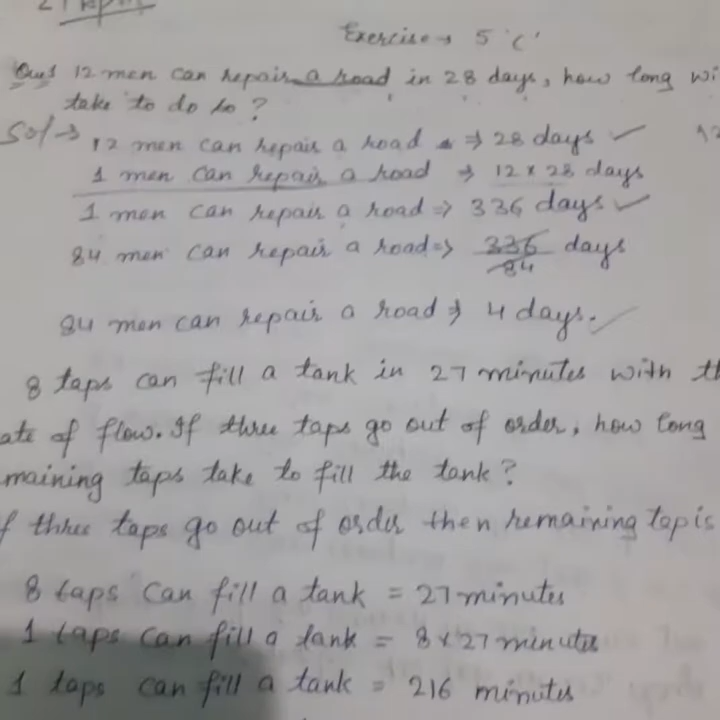 Exercise → 5 'C'
Ques 12 men can repair a road in 28 days, how long wi
take to do so?
Sol → 12 men can repair a road ⇒ 28 days ✓
1 men can repair a road ⇒ 12 x 28 days
1 men can repair a road ⇒ 336 days ✓
84 men can repair a road ⇒ 336/84 days
84 men can repair a road ⇒ 4 days. ✓
8 taps can fill a tank in 27 minutes with th
ate of flow. If three taps go out of order, how long
maining taps take to fill the tank?
f three taps go out of order then remaining tap is
8 taps can fill a tank = 27 minutes
1 taps can fill a tank = 8 x 27 minutes
1 taps can fill a tank = 216 minutes